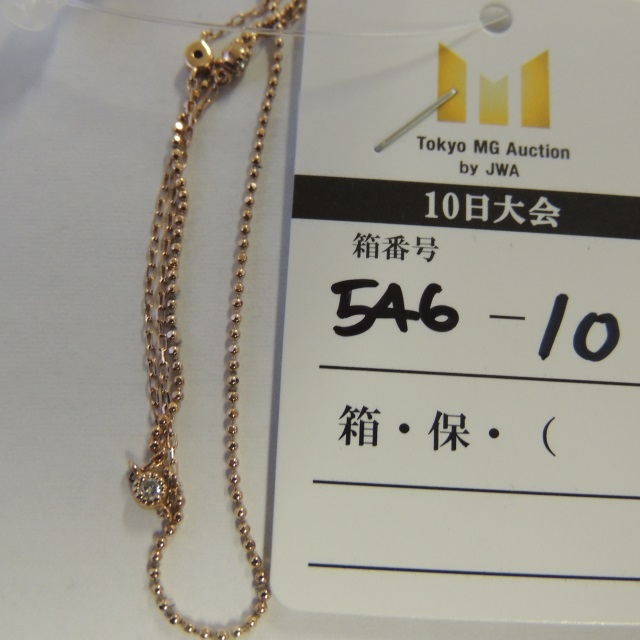 Tokyo MG Auction
by JWA
10日大会
箱番号
5A6-10
箱・保・（